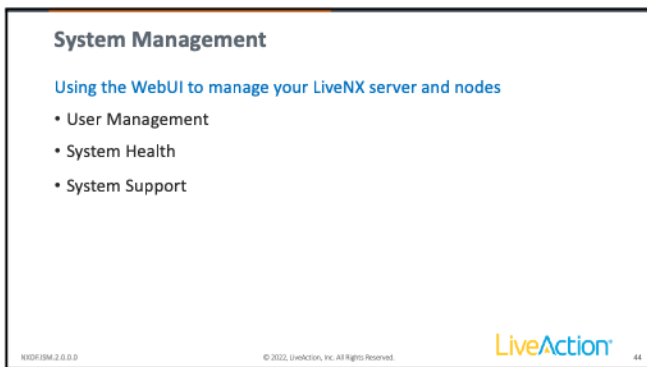 System Management
Using the WebUI to manage your LiveNX server and nodes
• User Management
• System Health
• System Support
NXOF.ISM.2.0.0.0
© 2022, LiveAction, Inc. All Rights Reserved.
LiveAction
44